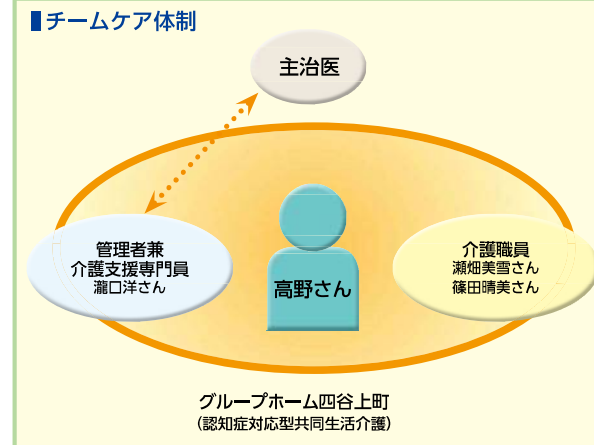 チームケア体制
主治医
管理者兼
介護支援専門員
瀧口洋さん
高野さん
介護職員
瀬畑美雪さん
篠田晴美さん
グループホーム四谷上町
(認知症対応型共同生活介護)